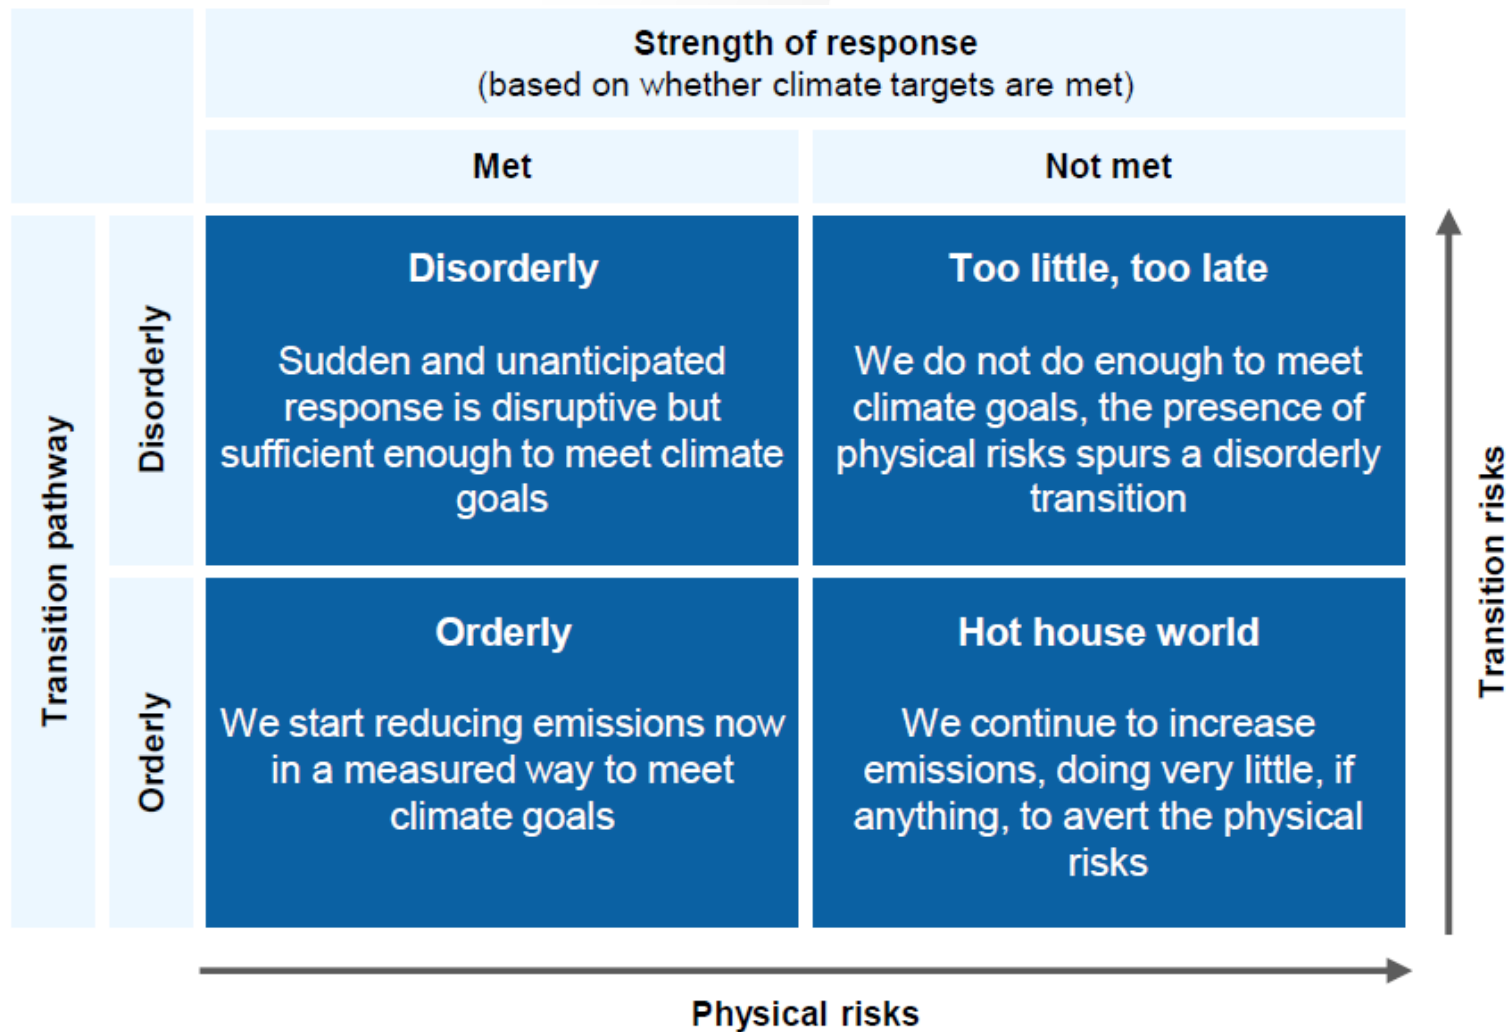 Strength of response
(based on whether climate targets are met)
Met
Not met
Transition pathway
Disorderly
Disorderly
Sudden and unanticipated
response is disruptive but
sufficient enough to meet climate
goals
Too little, too late
We do not do enough to meet
climate goals, the presence of
physical risks spurs a disorderly
transition
Orderly
Orderly
We start reducing emissions now
in a measured way to meet
climate goals
Hot house world
We continue to increase
emissions, doing very little, if
anything, to avert the physical
risks
Transition risks
Physical risks